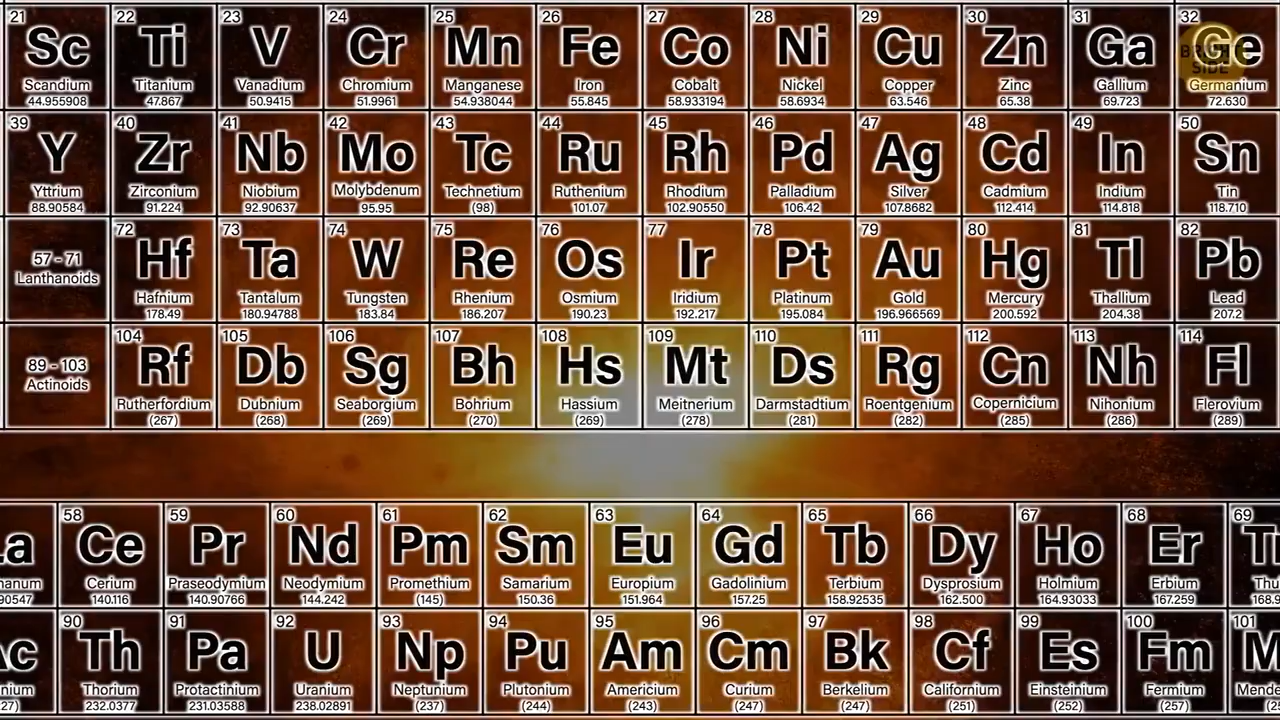 21 22 23 24 25 26 27 28 29 30 31 32
Sc Ti V Cr Mn Fe Co Ni Cu Zn Ga Ge
BRIGHT
SIDE
Scandium Titanium Vanadium Chromium Manganese Iron Cobalt Nickel Copper Zinc Gallium Germanium
44.955908 47.867 50.9415 51.9961 54.938044 55.845 58.933194 58.6934 63.546 65.38 69.723 72.630
39 40 41 42 43 44 45 46 47 48 49 50
Y Zr Nb Mo Tc Ru Rh Pd Ag Cd In Sn
Yttrium Zirconium Niobium Molybdenum Technetium Ruthenium Rhodium Palladium Silver Cadmium Indium Tin
88.90584 91.224 92.90637 95.95 (98) 101.07 102.90550 106.42 107.8682 112.414 114.818 118.710
72 73 74 75 76 77 78 79 80 81 82
57 - 71 Hf Ta W Re Os Ir Pt Au Hg Tl Pb
Lanthanoids Hafnium Tantalum Tungsten Rhenium Osmium Iridium Platinum Gold Mercury Thallium Lead
178.49 180.94788 183.84 186.207 190.23 192.217 195.084 196.966569 200.592 204.38 207.2
104 105 106 107 108 109 110 111 112 113 114
89 - 103 Rf Db Sg Bh Hs Mt Ds Rg Cn Nh Fl
Actinoids Rutherfordium Dubnium Seaborgium Bohrium Hassium Meitnerium Darmstadtium Roentgenium Copernicium Nihonium Flerovium
(267) (268) (269) (270) (269) (278) (281) (282) (285) (286) (289)
58 59 60 61 62 63 64 65 66 67 68 69
a Ce Pr Nd Pm Sm Eu Gd Tb Dy Ho Er T
hanum Cerium Praseodymium Neodymium Promethium Samarium Europium Gadolinium Terbium Dysprosium Holmium Erbium Thu
90547 140.116 140.90766 144.242 (145) 150.36 151.964 157.25 158.92535 162.500 164.93033 167.259 168.9
90 91 92 93 94 95 96 97 98 99 100 101
c Th Pa U Np Pu Am Cm Bk Cf Es Fm M
nium Thorium Protactinium Uranium Neptunium Plutonium Americium Curium Berkelium Californium Einsteinium Fermium Mende
27) 232.0377 231.03588 238.02891 (237) (244) (243) (247) (247) (251) (252) (257)